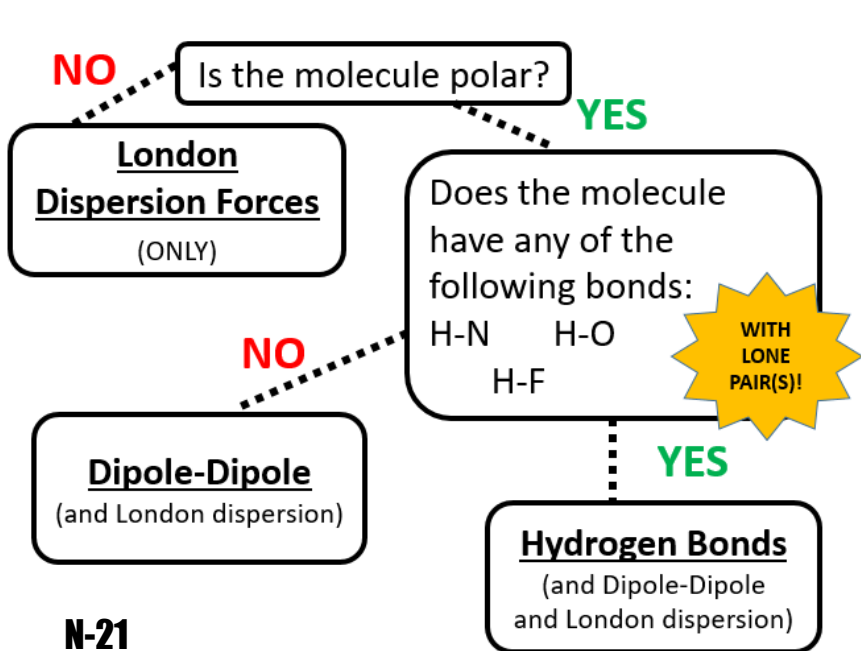 Is the molecule polar?
NO
YES
London
Dispersion Forces
(ONLY)
Does the molecule
have any of the
following bonds:
H-N H-O
H-F
WITH
LONE
PAIR(S)!
NO
YES
Dipole-Dipole
(and London dispersion)
Hydrogen Bonds
(and Dipole-Dipole
and London dispersion)
N-21